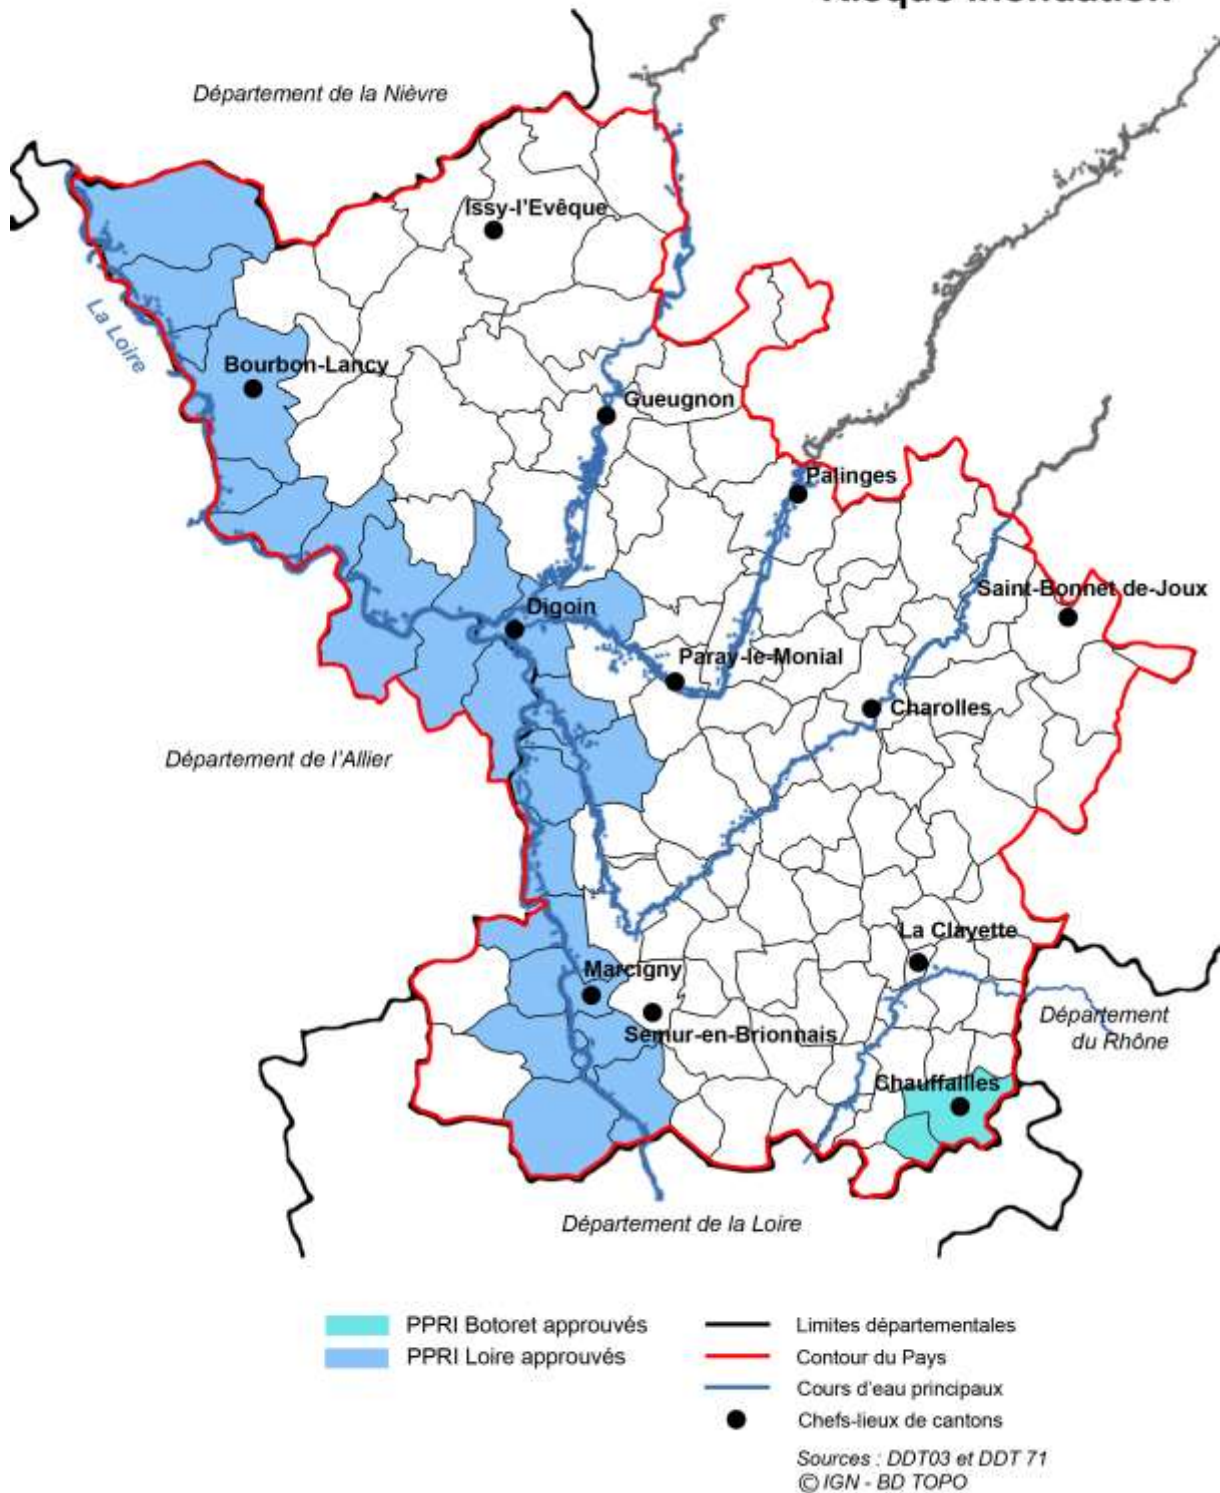 Risque Inondation
Département de la Nièvre
Issy-l'Evêque
La Loire
Bourbon-Lancy
Gueugnon
Palinges
Saint-Bonnet-de-Joux
Digoin
Paray-le-Monial
Charolles
Département de l'Allier
La Clayette
Marcigny
Semur-en-Brionnais
Département
du Rhône
Chauffailles
Département de la Loire
PPRI Botoret approuvés
PPRI Loire approuvés
Limites départementales
Contour du Pays
Cours d'eau principaux
Chefs-lieux de cantons
Sources : DDT03 et DDT 71
© IGN - BD TOPO